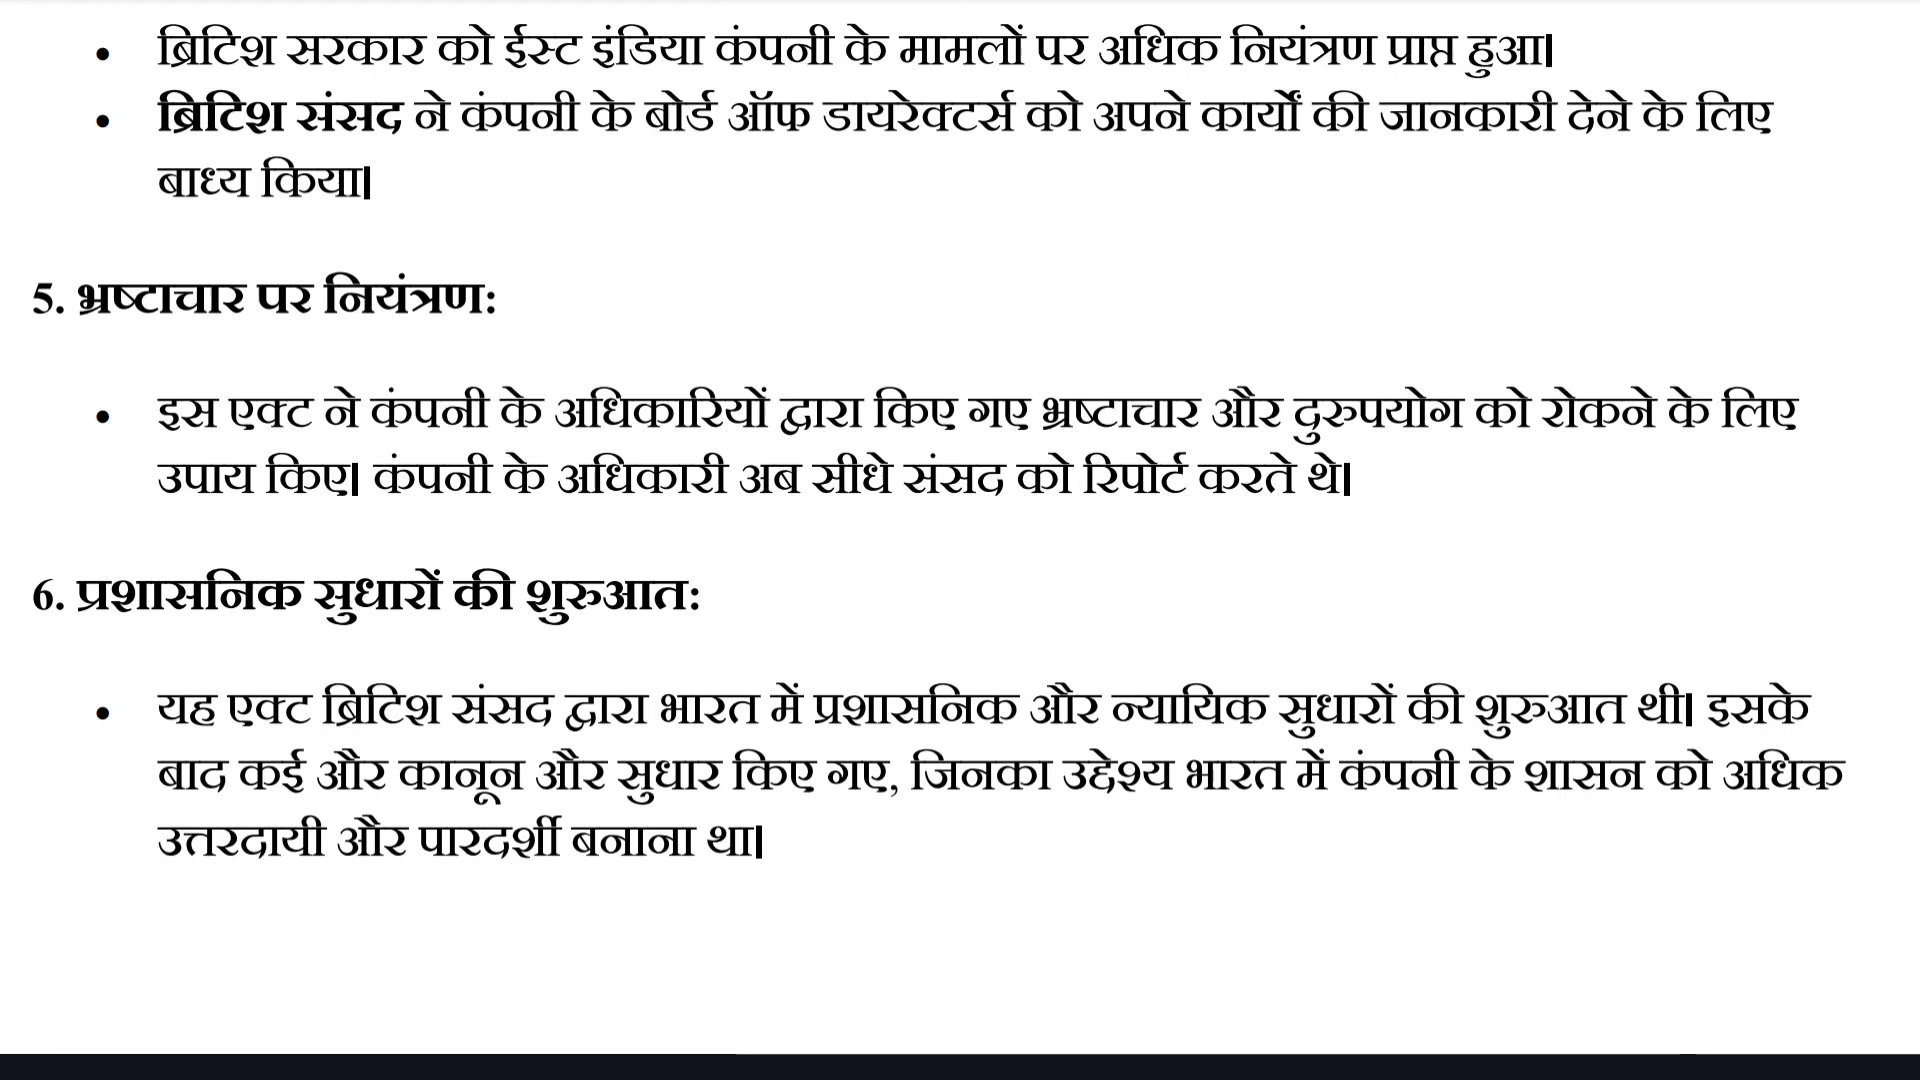 • ब्रिटिश सरकार को ईस्ट इंडिया कंपनी के मामलों पर अधिक नियंत्रण प्राप्त हुआ।
• ब्रिटिश संसद ने कंपनी के बोर्ड ऑफ डायरेक्टर्स को अपने कार्यों की जानकारी देने के लिए
बाध्य किया।
5. भ्रष्टाचार पर नियंत्रण:
• इस एक्ट ने कंपनी के अधिकारियों द्वारा किए गए भ्रष्टाचार और दुरुपयोग को रोकने के लिए
उपाय किए। कंपनी के अधिकारी अब सीधे संसद को रिपोर्ट करते थे।
6. प्रशासनिक सुधारों की शुरुआत:
• यह एक्ट ब्रिटिश संसद द्वारा भारत में प्रशासनिक और न्यायिक सुधारों की शुरुआत थी। इसके
बाद कई और कानून और सुधार किए गए, जिनका उद्देश्य भारत में कंपनी के शासन को अधिक
उत्तरदायी और पारदर्शी बनाना था।